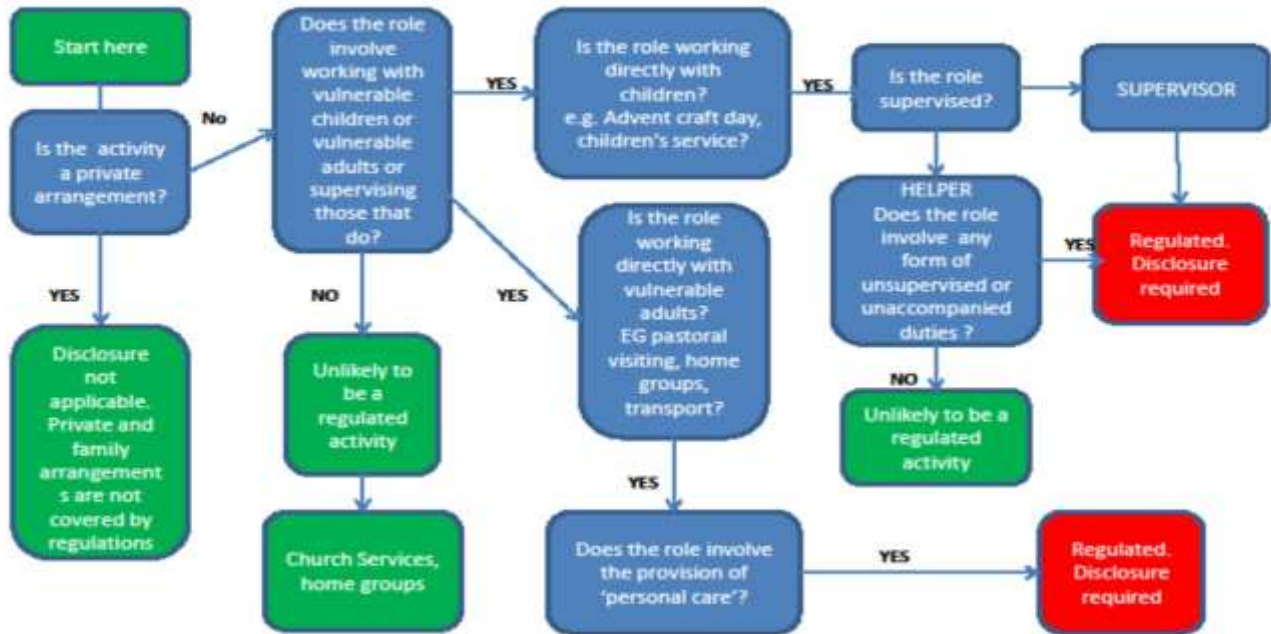 Start here
Is the activity
a private
arrangement?
No
YES
Disclosure
not
applicable.
Private and
family
arrangement
s are not
covered by
regulations
Does the role
involve
working with
vulnerable
children or
vulnerable
adults or
supervising
those that
do?
YES
YES
NO
Unlikely to
be a
regulated
activity
Church Services,
home groups
Is the role working
directly with
children?
e.g. Advent craft day,
children's service?
YES
Is the role
working
directly with
vulnerable
adults?
EG pastoral
visiting, home
groups,
transport?
YES
Does the role involve
the provision of
'personal care'?
YES
Regulated.
Disclosure
required
Is the role
supervised?
SUPERVISOR
HELPER
Does the role
involve any
form of
unsupervised or
unaccompanied
duties ?
YES
Regulated.
Disclosure
required
NO
Unlikely to be a
regulated
activity